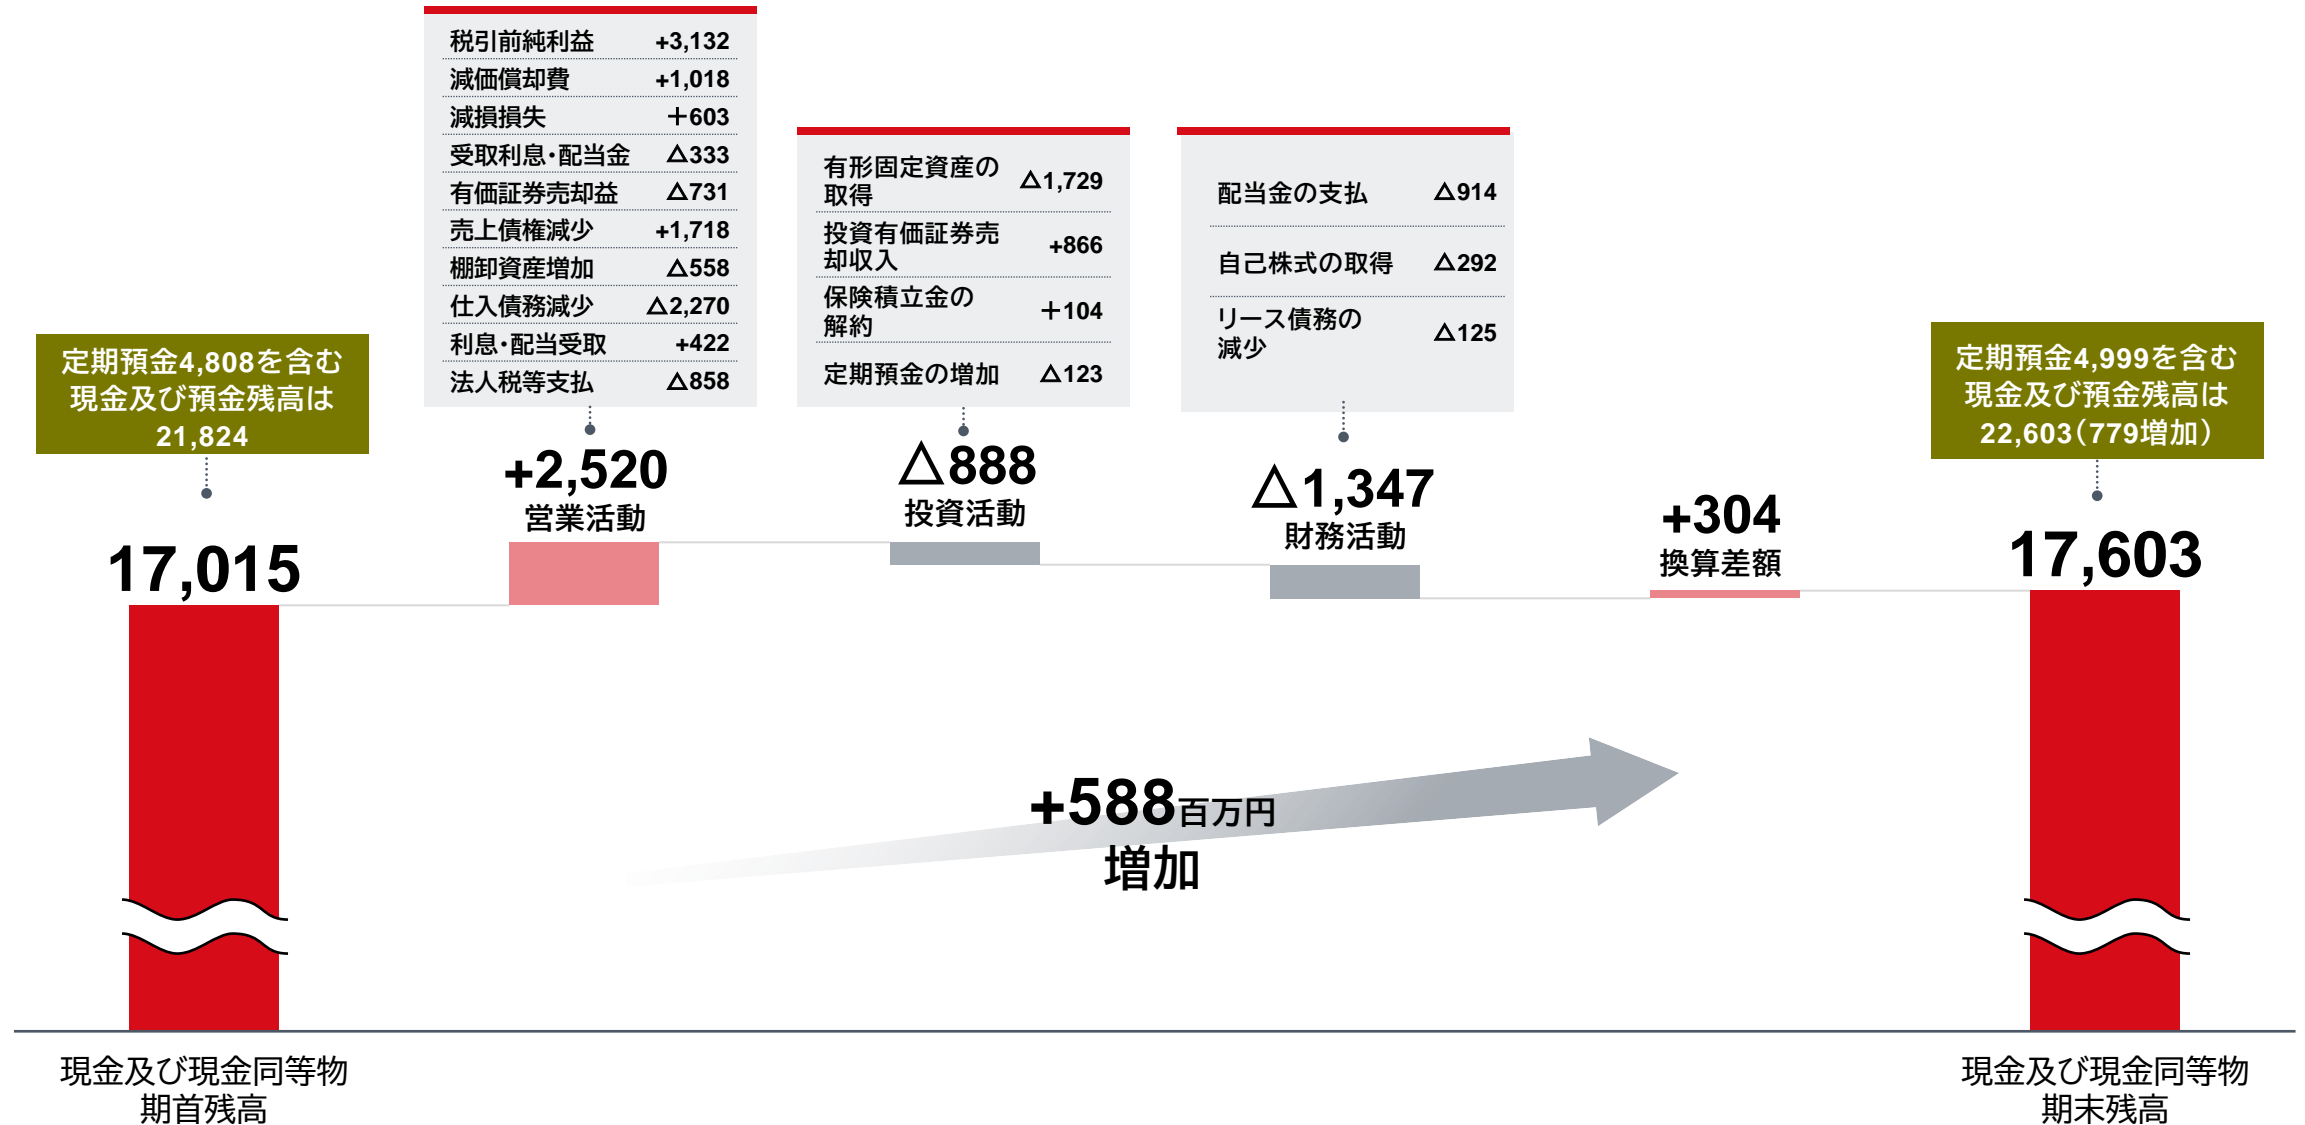 税引前純利益 +3,132
減価償却費 +1,018
減損損失 ＋603
受取利息・配当金 △333
有価証券売却益 △731
売上債権減少 +1,718
棚卸資産増加 △558
仕入債務減少 △2,270
利息・配当受取 +422
法人税等支払 △858
有形固定資産の
取得 △1,729
投資有価証券売
却収入 +866
保険積立金の
解約 ＋104
定期預金の増加 △123
配当金の支払 △914
自己株式の取得 △292
リース債務の
減少 △125
定期預金4,808を含む
現金及び預金残高は
21,824
定期預金4,999を含む
現金及び預金残高は
22,603（779増加）
17,015
+2,520
営業活動
△888
投資活動
△1,347
財務活動
+304
換算差額
17,603
+588百万円
増加
現金及び現金同等物
期首残高
現金及び現金同等物
期末残高